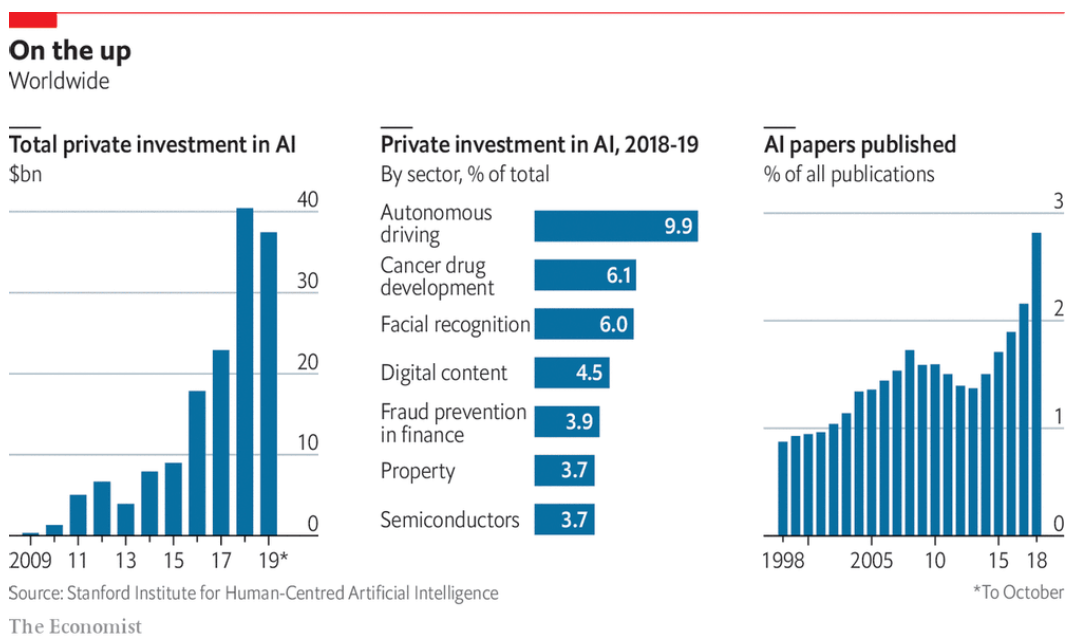 On the up
Worldwide
Total private investment in AI
$bn
40
30
20
10
0
2009 11 13 15 17 19*
Private investment in AI, 2018-19
By sector, % of total
Autonomous
driving
9.9
Cancer drug
development
6.1
Facial recognition 6.0
Digital content 4.5
Fraud prevention
in finance
3.9
Property 3.7
Semiconductors 3.7
AI papers published
% of all publications
3
2
1
0
1998 2005 10 15 18
Source: Stanford Institute for Human-Centred Artificial Intelligence
*To October
The Economist